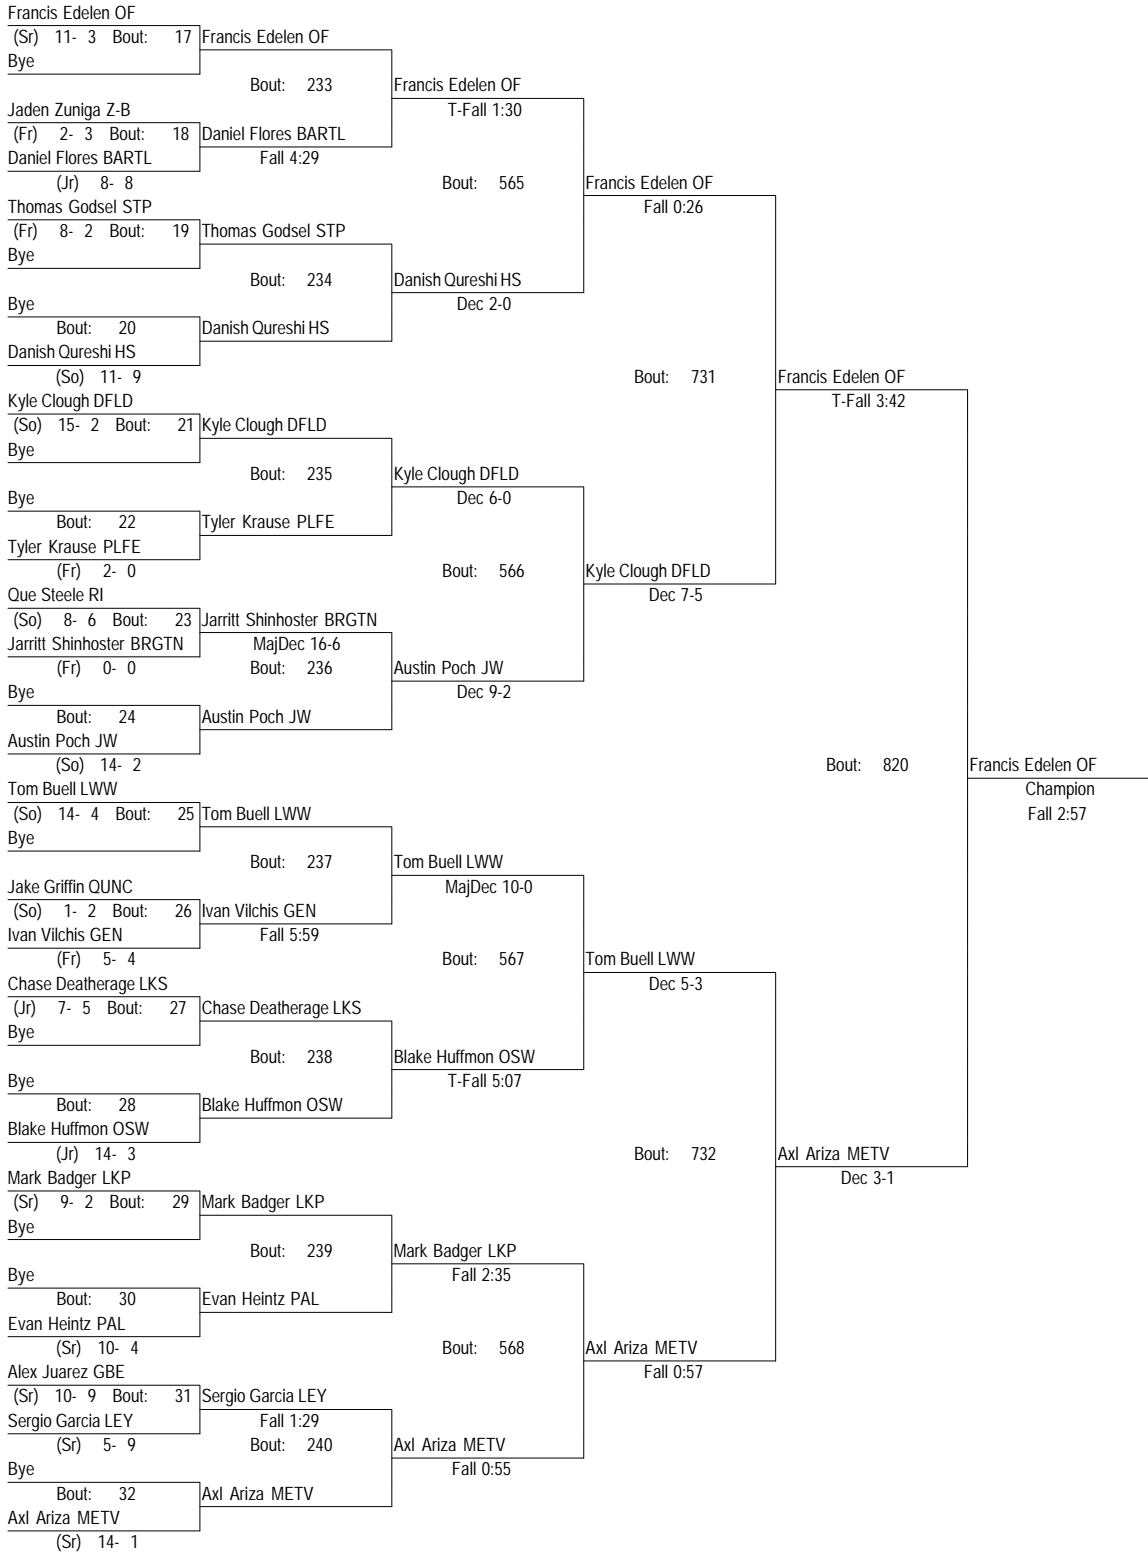 Francis Edelen OF
(Sr) 11- 3 Bout: 17 Francis Edelen OF
Bye
Bout: 233 Francis Edelen OF
Jaden Zuniga Z-B T-Fall 1:30
(Fr) 2- 3 Bout: 18 Daniel Flores BARTL
Daniel Flores BARTL Fall 4:29
(Jr) 8- 8 Bout: 565 Francis Edelen OF
Thomas Godsel STP Fall 0:26
(Fr) 8- 2 Bout: 19 Thomas Godsel STP
Bye
Bout: 234 Danish Qureshi HS
Bye Dec 2-0
Bout: 20 Danish Qureshi HS
Danish Qureshi HS
(So) 11- 9 Bout: 731 Francis Edelen OF
Kyle Clough DFLD T-Fall 3:42
(So) 15- 2 Bout: 21 Kyle Clough DFLD
Bye
Bout: 235 Kyle Clough DFLD
Bye Dec 6-0
Bout: 22 Tyler Krause PLFE
Tyler Krause PLFE
(Fr) 2- 0 Bout: 566 Kyle Clough DFLD
Que Steele RI Dec 7-5
(So) 8- 6 Bout: 23 Jarritt Shinhoster BRGTN
Jarritt Shinhoster BRGTN MajDec 16-6
(Fr) 0- 0 Bout: 236 Austin Poch JW
Bye Dec 9-2
Bout: 24 Austin Poch JW
Austin Poch JW
(So) 14- 2 Bout: 820 Francis Edelen OF
Tom Buell LWW Champion
(So) 14- 4 Bout: 25 Tom Buell LWW Fall 2:57
Bye
Bout: 237 Tom Buell LWW
Jake Griffin QUNC MajDec 10-0
(So) 1- 2 Bout: 26 Ivan Vilchis GEN
Ivan Vilchis GEN Fall 5:59
(Fr) 5- 4 Bout: 567 Tom Buell LWW
Chase Deatherage LKS Dec 5-3
(Jr) 7- 5 Bout: 27 Chase Deatherage LKS
Bye
Bout: 238 Blake Huffmon OSW
Bye T-Fall 5:07
Bout: 28 Blake Huffmon OSW
Blake Huffmon OSW
(Jr) 14- 3 Bout: 732 Axl Ariza METV
Mark Badger LKP Dec 3-1
(Sr) 9- 2 Bout: 29 Mark Badger LKP
Bye
Bout: 239 Mark Badger LKP
Bye Fall 2:35
Bout: 30 Evan Heintz PAL
Evan Heintz PAL
(Sr) 10- 4 Bout: 568 Axl Ariza METV
Alex Juarez GBE Fall 0:57
(Sr) 10- 9 Bout: 31 Sergio Garcia LEY
Sergio Garcia LEY Fall 1:29
(Sr) 5- 9 Bout: 240 Axl Ariza METV
Bye Fall 0:55
Bout: 32 Axl Ariza METV
Axl Ariza METV
(Sr) 14- 1